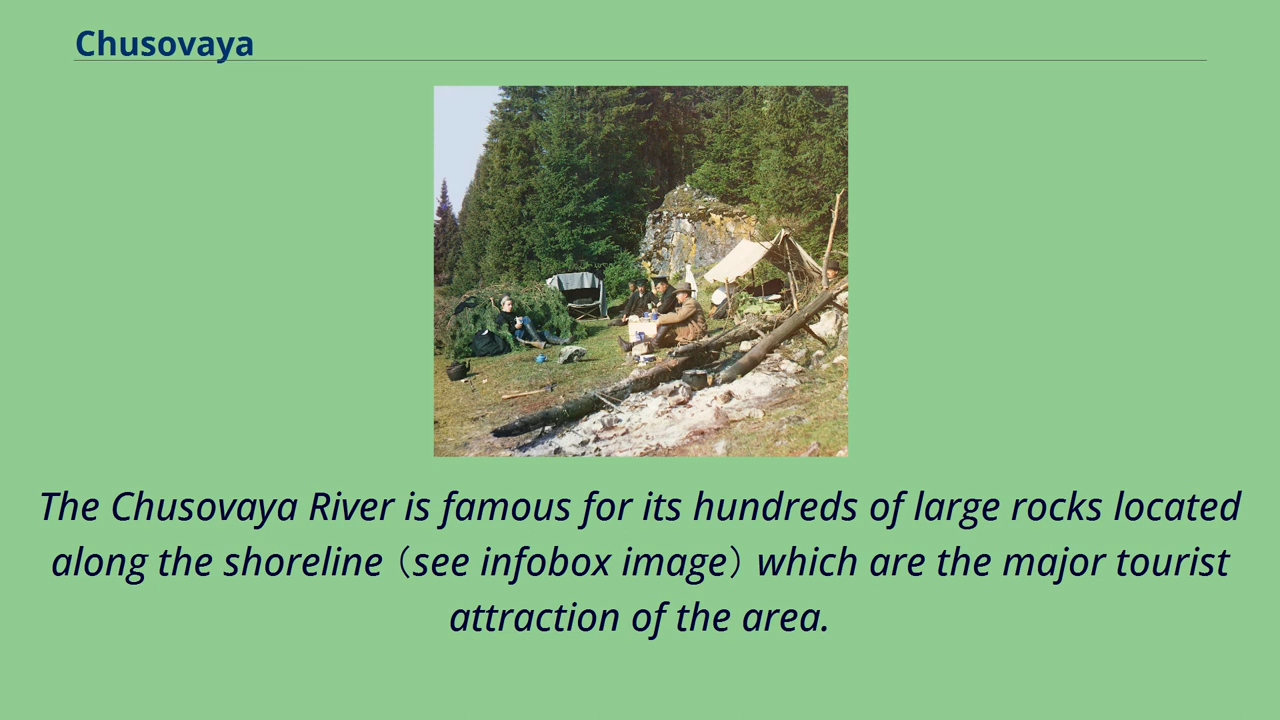 Chusovaya
The Chusovaya River is famous for its hundreds of large rocks located
along the shoreline（see infobox image）which are the major tourist
attraction of the area.